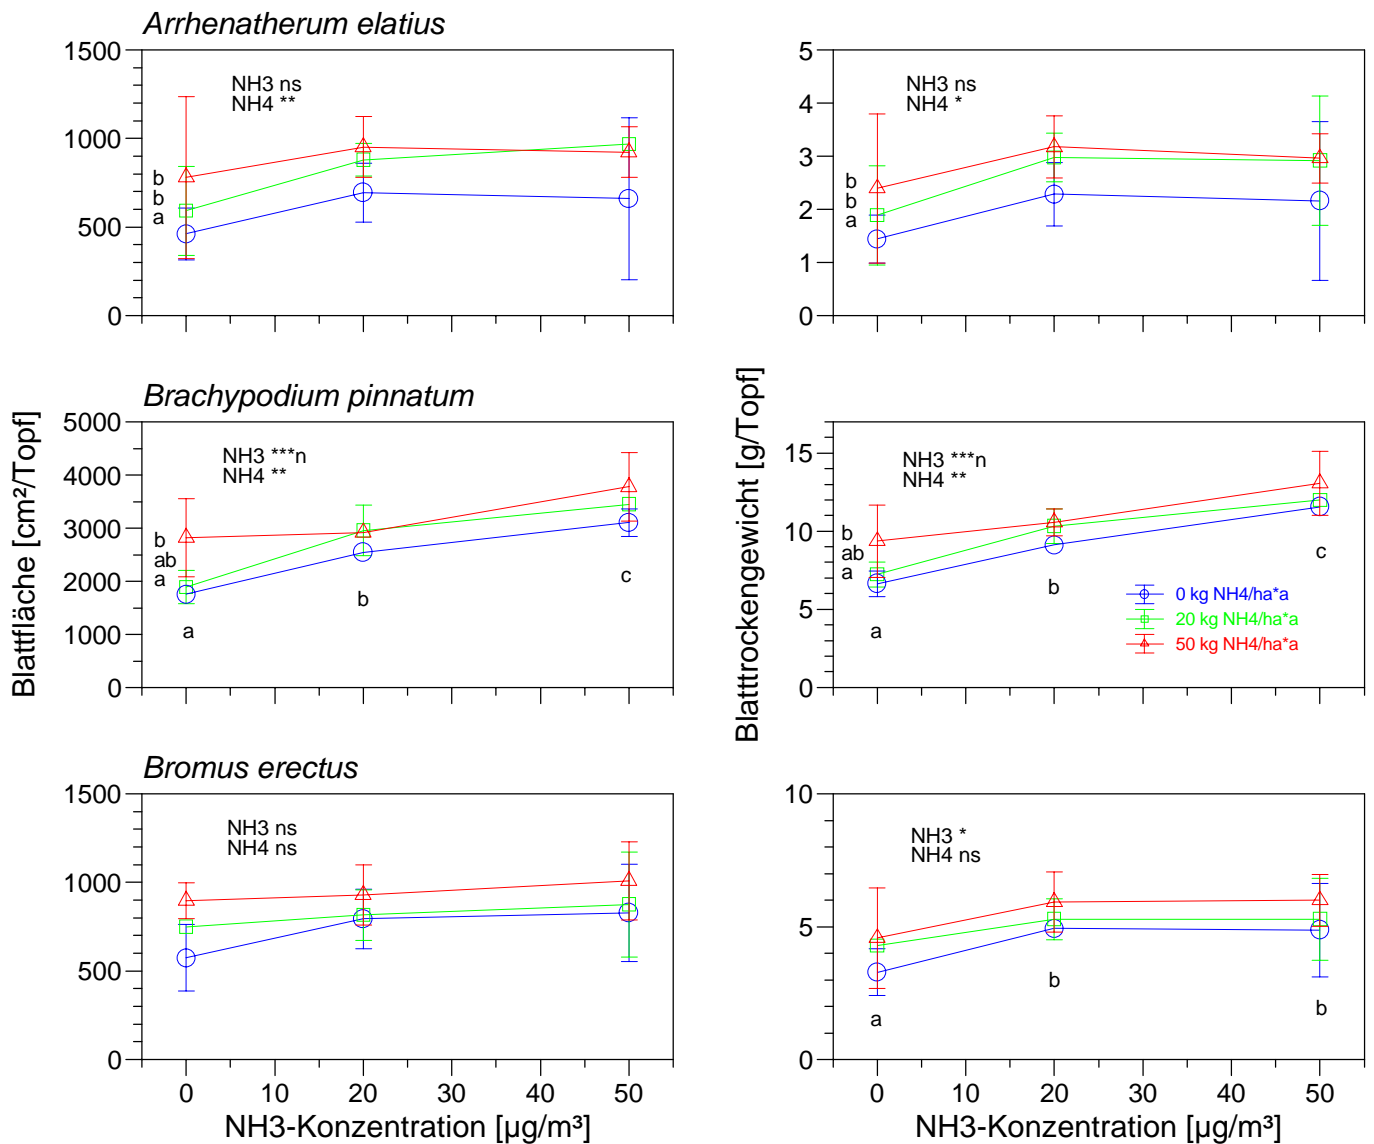 Arrhenatherum elatius
1500
1000
500
0
NH3 ns
NH4 **
b
b
a
5
4
3
2
1
0
NH3 ns
NH4 *
b
b
a
Blattfläche [cm²/Topf]
Brachypodium pinnatum
5000
4000
3000
2000
1000
0
NH3 ***n
NH4 **
b
ab
a
a
b
c
Blatttrockengewicht [g/Topf]
15
10
5
0
NH3 ***n
NH4 **
b
ab
a
a
b
c
0 kg NH4/ha*a
20 kg NH4/ha*a
50 kg NH4/ha*a
Bromus erectus
1500
1000
500
0
NH3 ns
NH4 ns
0 10 20 30 40 50
NH3-Konzentration [µg/m³]
10
5
0
NH3 *
NH4 ns
a
b
b
0 10 20 30 40 50
NH3-Konzentration [µg/m³]